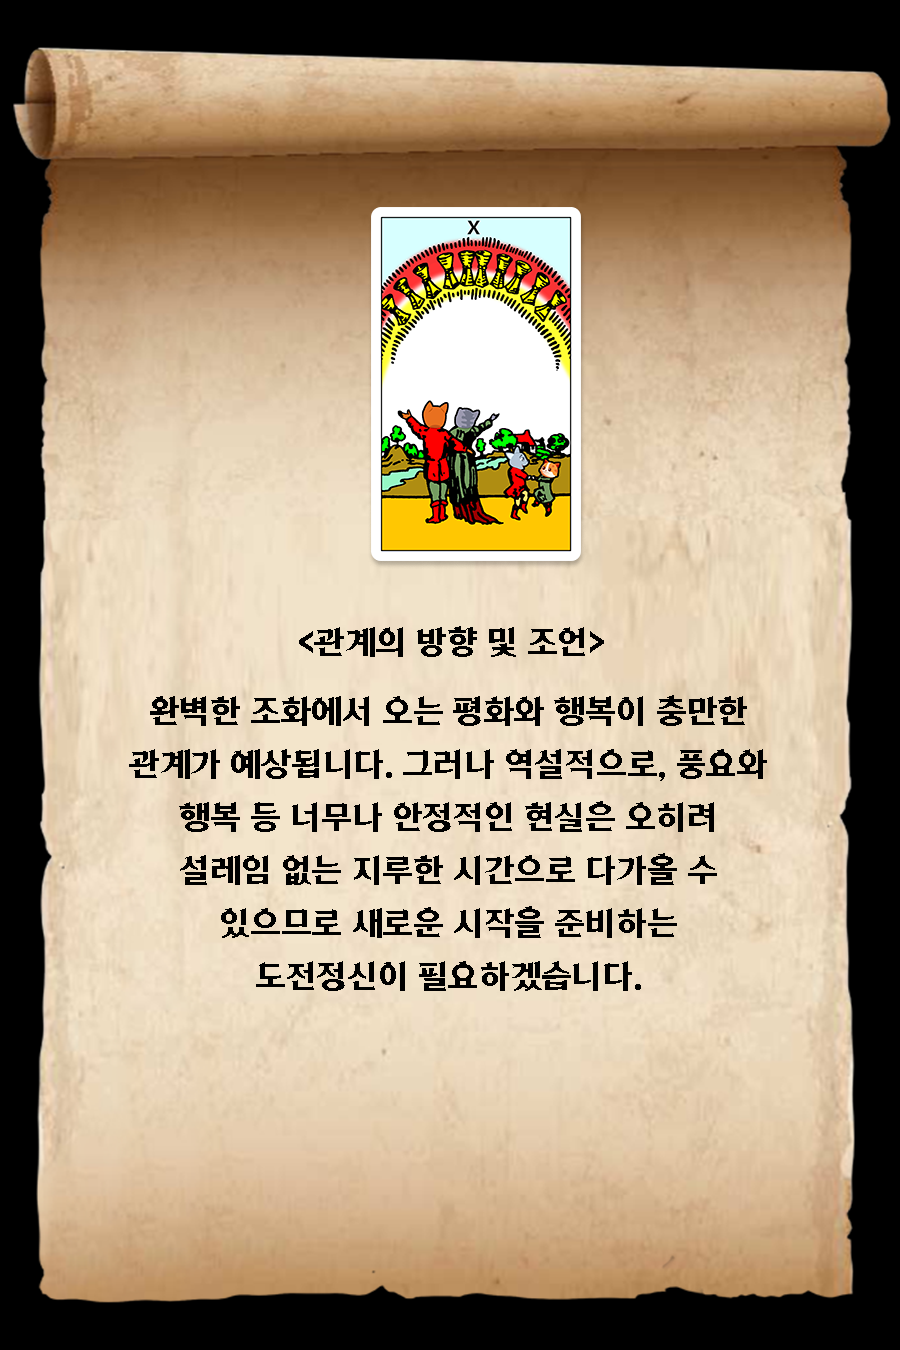 X
<관계의 방향 및 조언>
완벽한 조화에서 오는 평화와 행복이 충만한
관계가 예상됩니다. 그러나 역설적으로, 풍요와
행복 등 너무나 안정적인 현실은 오히려
설레임 없는 지루한 시간으로 다가올 수
있으므로 새로운 시작을 준비하는
도전정신이 필요하겠습니다.